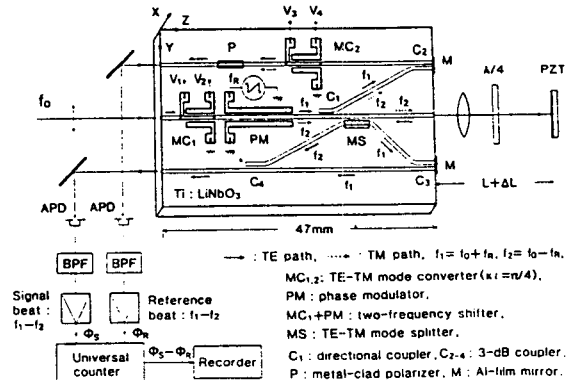 X
Z
Y
V₃ V₄
P
MC₂
C₂
M
V₁, V₂, f_R
f₁
C₁
f₁
f₂
λ/4
PZT
f₀
f₁
f₂
f₂
MC₁
PM
f₂
MS
f₁
M
C₄
f₁
C₃
Ti : LiNbO₃
L+ΔL
APD APD
47mm
BPF BPF
Signal beat : f₁-f₂
Reference beat : f₁-f₂
Φ_S Φ_R
Universal counter
Φ_S-Φ_R
Recorder
→ : TE path, ····→ : TM path, f₁= f₀+f_R, f₂= f₀-f_R,
MC₁,₂: TE-TM mode converter(κℓ=π/4),
PM : phase modulator,
MC₁+PM : two-frequency shifter,
MS : TE-TM mode splitter,
C₁ : directional coupler, C₂₋₄ : 3-dB coupler,
P : metal-clad polarizer, M : Al-film mirror.